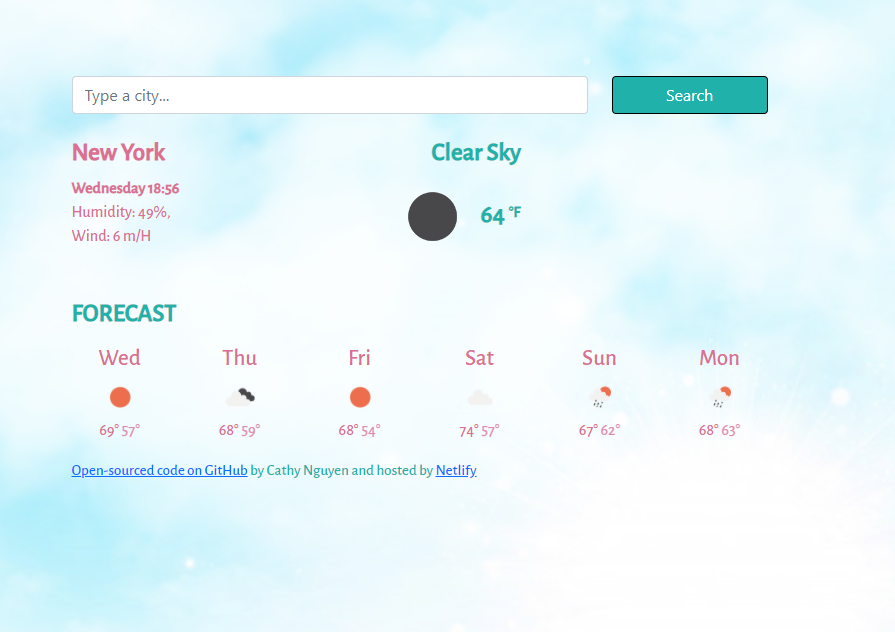 Type a city...
Search
New York
Clear Sky
Wednesday 18:56
Humidity: 49%,
Wind: 6 m/H
64 °F
FORECAST
Wed Thu Fri Sat Sun Mon
69° 57° 68° 59° 68° 54° 74° 57° 67° 62° 68° 63°
Open-sourced code on GitHub by Cathy Nguyen and hosted by Netlify